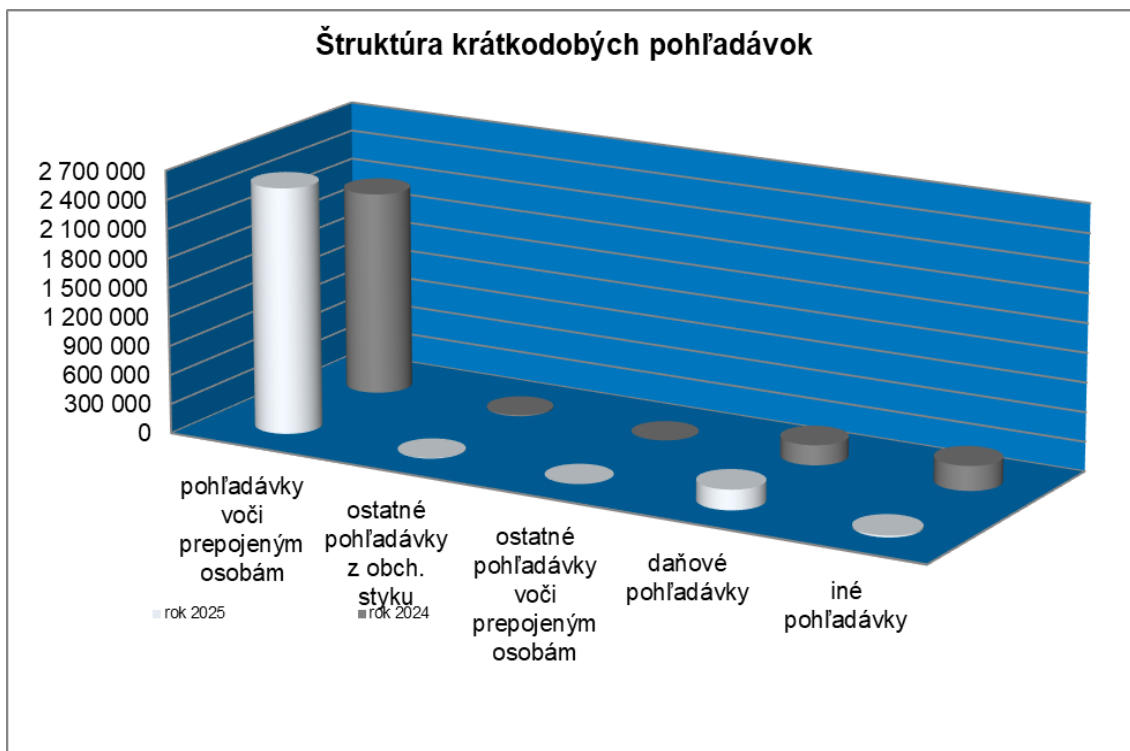 Štruktúra krátkodobých pohľadávok
2 700 000
2 400 000
2 100 000
1 800 000
1 500 000
1 200 000
900 000
600 000
300 000
0
pohľadávky
voči
prepojeným
osobám
ostatné
pohľadávky
z obch.
styku
ostatné
pohľadávky
voči
prepojeným
osobám
daňové
pohľadávky
iné
pohľadávky
rok 2025
rok 2024